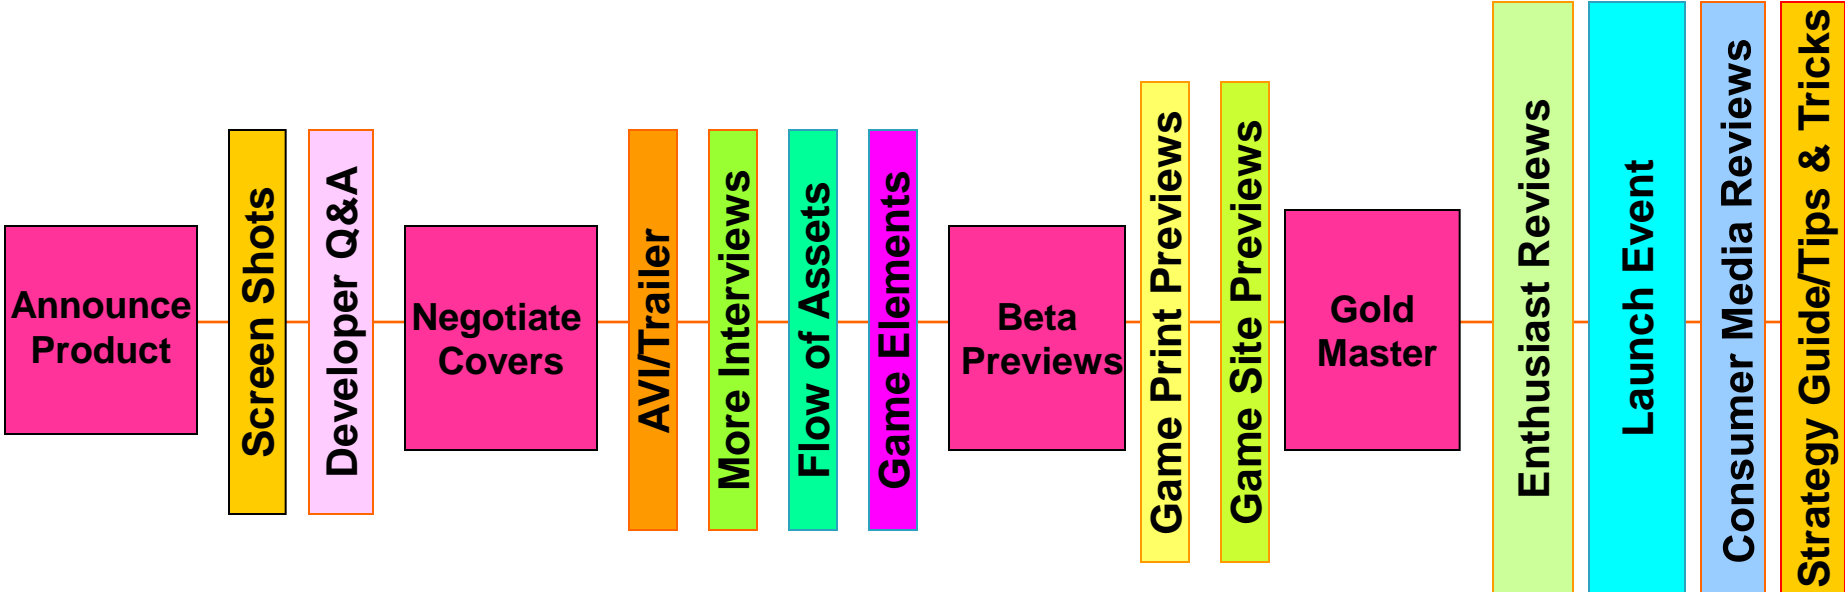 Announce
Product
Screen Shots
Developer Q&A
Negotiate
Covers
AVI/Trailer
More Interviews
Flow of Assets
Game Elements
Beta
Previews
Game Print Previews
Game Site Previews
Gold
Master
Enthusiast Reviews
Launch Event
Consumer Media Reviews
Strategy Guide/Tips & Tricks